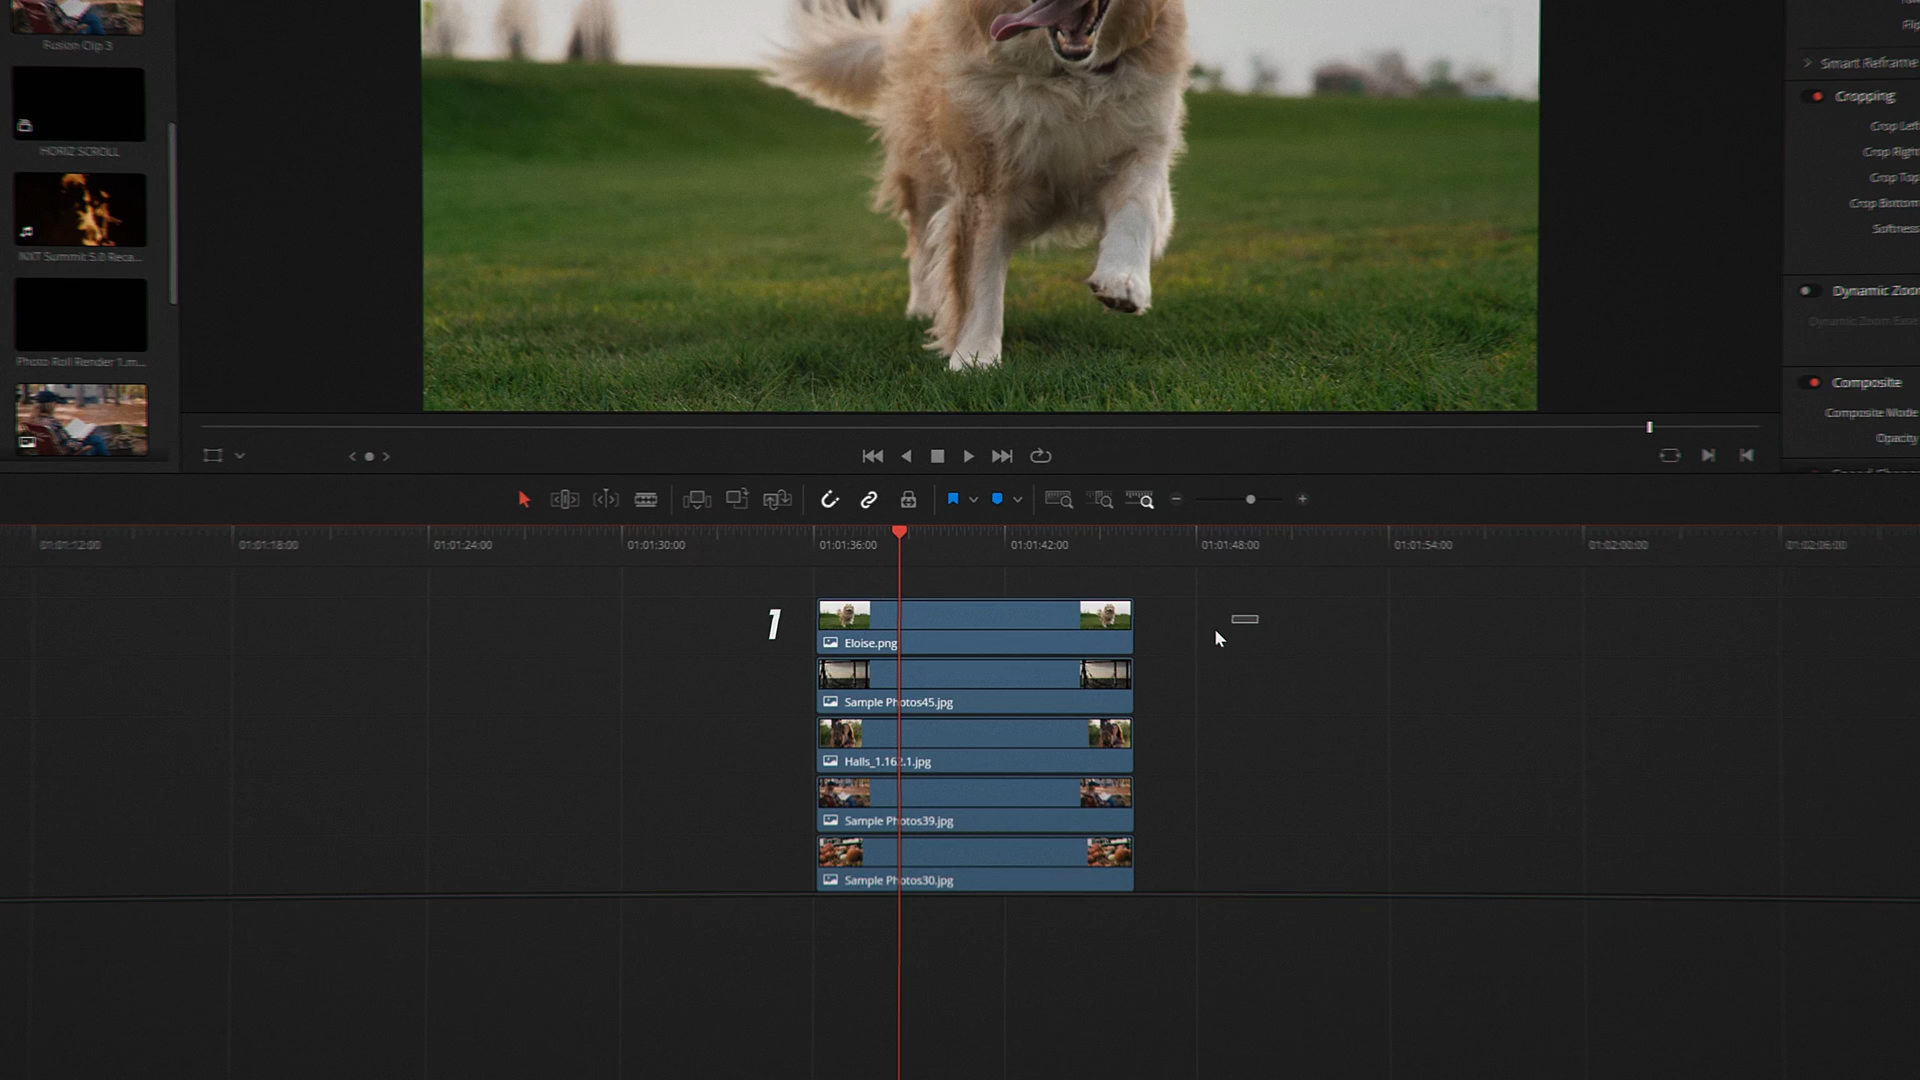 Fusion Clip 3
HORIZ SCROLL
NXT Summit 5.0 Reca...
Photo Roll Render 1.m...
Smart Reframe
Cropping
Crop Left
Crop Right
Crop Top
Crop Bottom
Softness
Dynamic Zoo
Dynamic Zoom Ease
Composite
Composite Mode
Opacity
01:01:12:00
01:01:18:00
01:01:24:00
01:01:30:00
01:01:36:00
01:01:42:00
01:01:48:00
01:01:54:00
01:02:00:00
01:02:06:00
1
Eloise.png
Sample Photos45.jpg
Halls_1.162.1.jpg
Sample Photos39.jpg
Sample Photos30.jpg